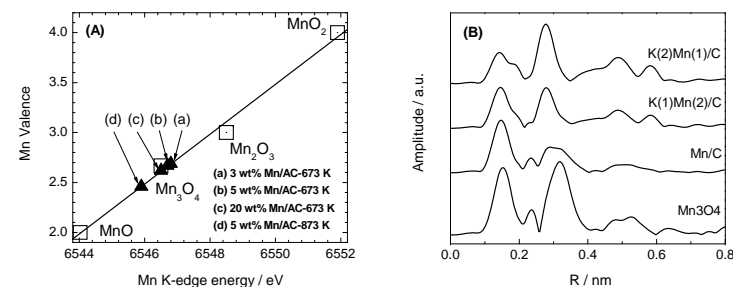 (A)
MnO₂
4.0
3.5
3.0
2.5
2.0
Mn Valence
(d) (c) (b) (a)
Mn₂O₃
Mn₃O₄
MnO
(a) 3 wt% Mn/AC-673 K
(b) 5 wt% Mn/AC-673 K
(c) 20 wt% Mn/AC-673 K
(d) 5 wt% Mn/AC-873 K
6544 6546 6548 6550 6552
Mn K-edge energy / eV
(B)
K(2)Mn(1)/C
K(1)Mn(2)/C
Mn/C
Mn3O4
Amplitude / a.u.
0.0 0.2 0.4 0.6 0.8
R / nm